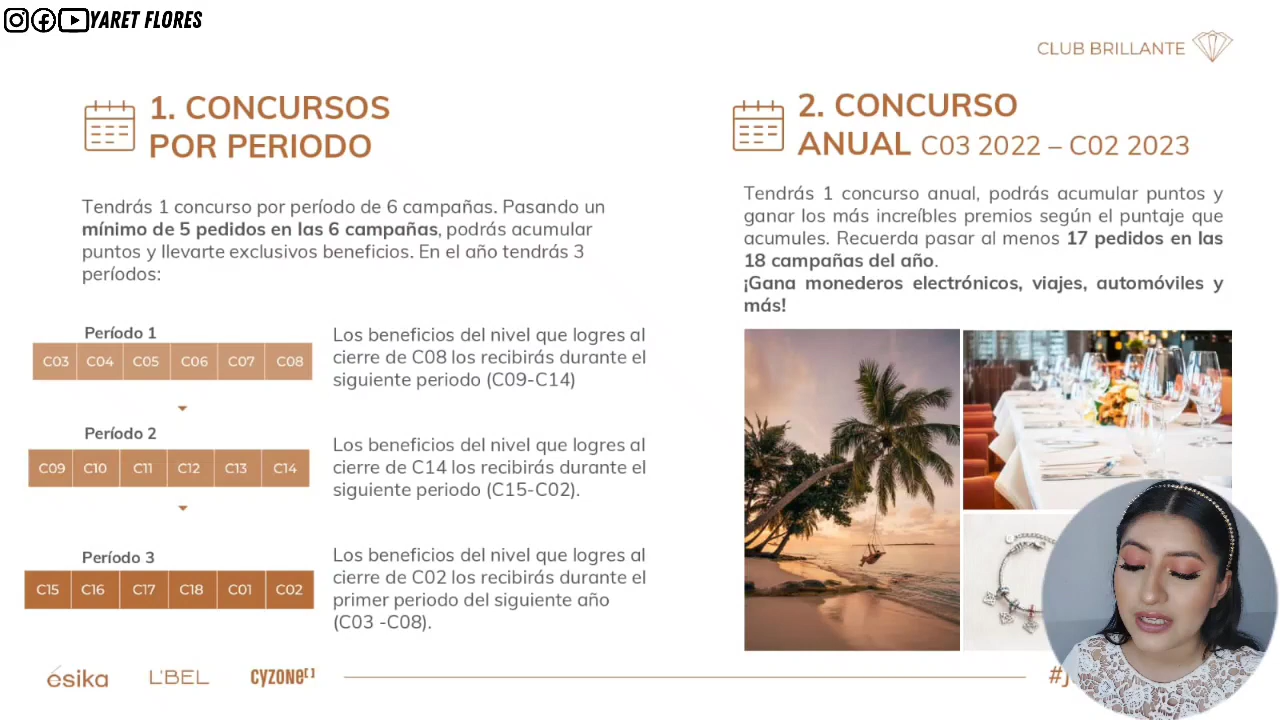 YARET FLORES
CLUB BRILLANTE
1. CONCURSOS
POR PERIODO
Tendrás 1 concurso por período de 6 campañas. Pasando un
mínimo de 5 pedidos en las 6 campañas, podrás acumular
puntos y llevarte exclusivos beneficios. En el año tendrás 3
períodos:
Período 1
C03 C04 C05 C06 C07 C08
Los beneficios del nivel que logres al
cierre de C08 los recibirás durante el
siguiente periodo (C09-C14)
Período 2
C09 C10 C11 C12 C13 C14
Los beneficios del nivel que logres al
cierre de C14 los recibirás durante el
siguiente periodo (C15-C02).
Período 3
C15 C16 C17 C18 C01 C02
Los beneficios del nivel que logres al
cierre de C02 los recibirás durante el
primer periodo del siguiente año
(C03 -C08).
2. CONCURSO
ANUAL C03 2022 – C02 2023
Tendrás 1 concurso anual, podrás acumular puntos y
ganar los más increíbles premios según el puntaje que
acumules. Recuerda pasar al menos 17 pedidos en las
18 campañas del año.
¡Gana monederos electrónicos, viajes, automóviles y
más!
ésika L'BEL CYZONE